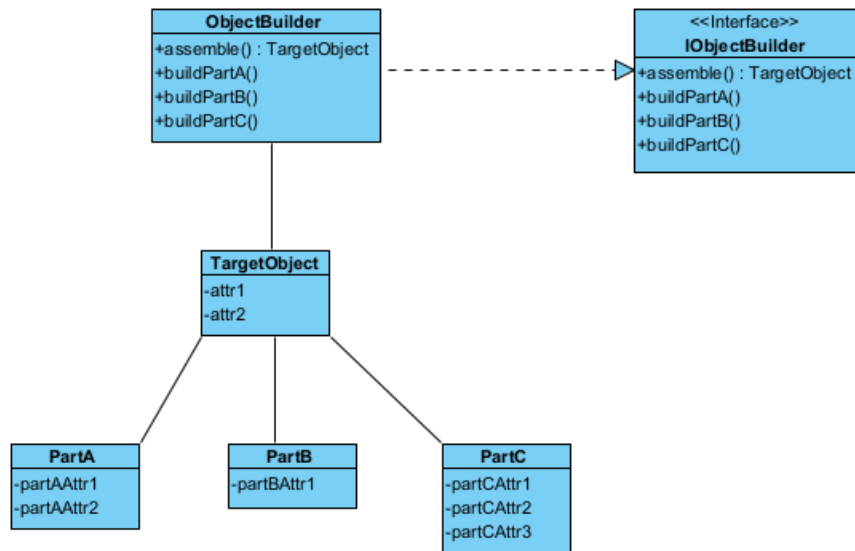 ObjectBuilder
+assemble() : TargetObject
+buildPartA()
+buildPartB()
+buildPartC()
<<Interface>>
IObjectBuilder
+assemble() : TargetObject
+buildPartA()
+buildPartB()
+buildPartC()
TargetObject
-attr1
-attr2
PartA
-partAAttr1
-partAAttr2
PartB
-partBAttr1
PartC
-partCAttr1
-partCAttr2
-partCAttr3